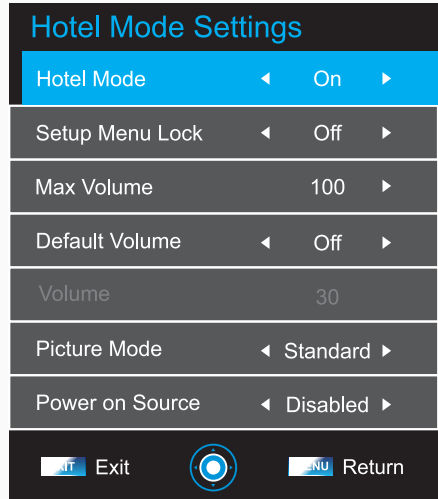 Hotel Mode Settings
Hotel Mode On
Setup Menu Lock Off
Max Volume 100
Default Volume Off
Volume 30
Picture Mode Standard
Power on Source Disabled
Exit Return